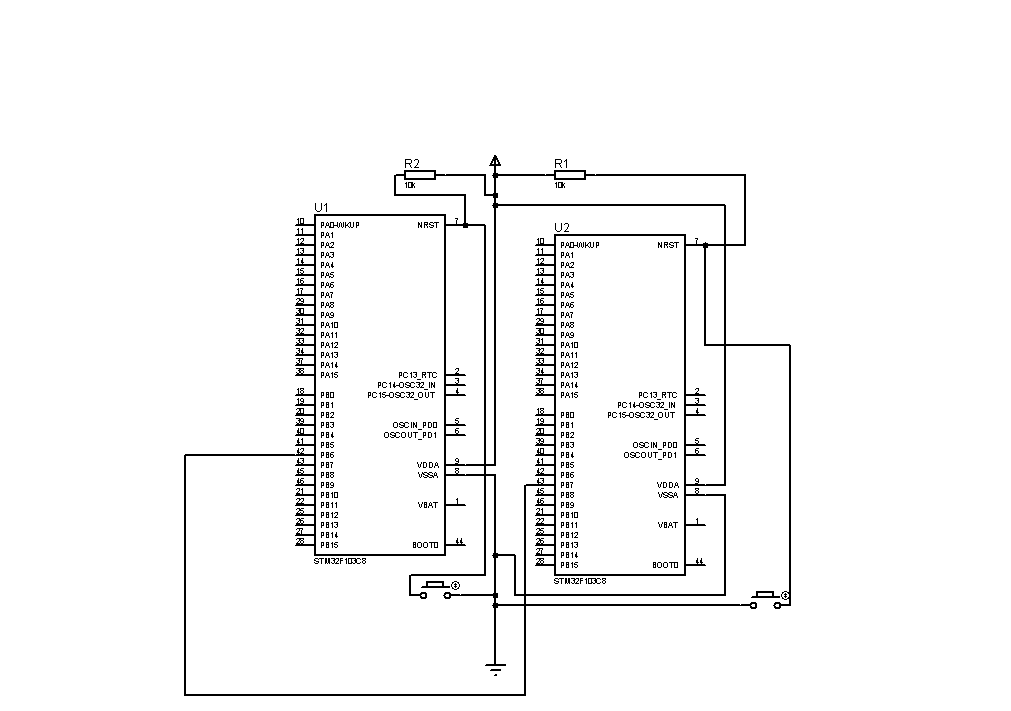 R2
R1
10k
10k
U1
10 PA0-WKUP NRST 7
11 PA1
12 PA2
13 PA3
14 PA4
15 PA5
16 PA6
17 PA7
29 PA8
30 PA9
31 PA10
32 PA11
33 PA12
34 PA13
37 PA14
38 PA15 PC13_RTC 2
PC14-OSC32_IN 3
18 PB0 PC15-OSC32_OUT 4
19 PB1
20 PB2
39 PB3 OSCIN_PD0 5
40 PB4 OSCOUT_PD1 6
41 PB5
42 PB6
43 PB7 VDDA 9
45 PB8 VSSA 8
46 PB9
21 PB10
22 PB11 VBAT 1
25 PB12
26 PB13
27 PB14
28 PB15 BOOT0 44
STM32F103C8
U2
10 PA0-WKUP NRST 7
11 PA1
12 PA2
13 PA3
14 PA4
15 PA5
16 PA6
17 PA7
29 PA8
30 PA9
31 PA10
32 PA11
33 PA12
34 PA13
37 PA14
38 PA15 PC13_RTC 2
PC14-OSC32_IN 3
18 PB0 PC15-OSC32_OUT 4
19 PB1
20 PB2
39 PB3 OSCIN_PD0 5
40 PB4 OSCOUT_PD1 6
41 PB5
42 PB6
43 PB7 VDDA 9
45 PB8 VSSA 8
46 PB9
21 PB10
22 PB11 VBAT 1
25 PB12
26 PB13
27 PB14
28 PB15 BOOT0 44
STM32F103C8